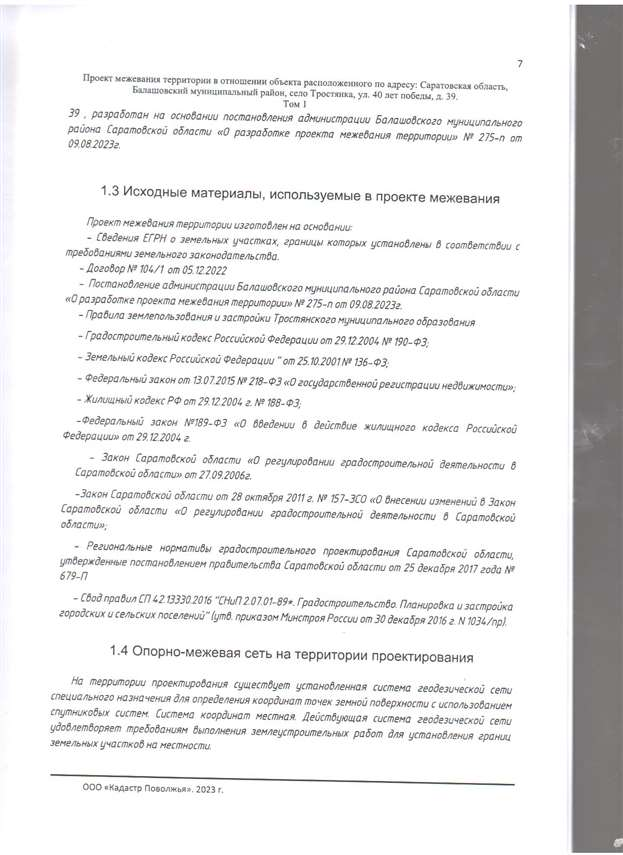 7
Проект межевания территории в отношении объекта расположенного по адресу: Саратовская область,
Балашовский муниципальный район, село Тростянка, ул. 40 лет победы, д. 39.
Том 1
39 , разработан на основании постановления администрации Балашовского муниципального
района Саратовской области «О разработке проекта межевания территории» № 275-п от
09.08.2023г.
1.3 Исходные материалы, используемые в проекте межевания
Проект межевания территории изготовлен на основании:
- Сведения ЕГРН о земельных участках, границы которых установлены в соответствии с
требованиями земельного законодательства.
- Договор № 104/1 от 05.12.2022
- Постановление администрации Балашовского муниципального района Саратовской области
«О разработке проекта межевания территории» № 275-п от 09.08.2023г.
- Правила землепользования и застройки Тростянского муниципального образования
- Градостроительный кодекс Российской Федерации от 29.12.2004 № 190-ФЗ;
- Земельный кодекс Российской Федерации " от 25.10.2001 № 136-ФЗ;
- Федеральный закон от 13.07.2015 № 218-ФЗ «О государственной регистрации недвижимости»;
- Жилищный кодекс РФ от 29.12.2004 г. № 188-ФЗ;
-Федеральный закон №189-ФЗ «О введении в действие жилищного кодекса Российской
Федерации» от 29.12.2004 г.
- Закон Саратовской области «О регулировании градостроительной деятельности в
Саратовской области» от 27.09.2006г.
-Закон Саратовской области от 28 октября 2011 г. № 157-ЗСО «О внесении изменений в Закон
Саратовской области «О регулировании градостроительной деятельности в Саратовской
области»;
- Региональные нормативы градостроительного проектирования Саратовской области,
утвержденные постановлением правительства Саратовской области от 25 декабря 2017 года №
679-П
- Свод правил СП 42.13330.2016 "СНиП 2.07.01-89*. Градостроительство. Планировка и застройка
городских и сельских поселений" (утв. приказом Минстроя России от 30 декабря 2016 г. N 1034/пр).
1.4 Опорно-межевая сеть на территории проектирования
На территории проектирования существует установленная система геодезической сети
специального назначения для определения координат точек земной поверхности с использованием
спутниковых систем. Система координат местная. Действующая система геодезической сети
удовлетворяет требованиям выполнения землеустроительных работ для установления границ
земельных участков на местности.
ООО «Кадастр Поволжья». 2023 г.